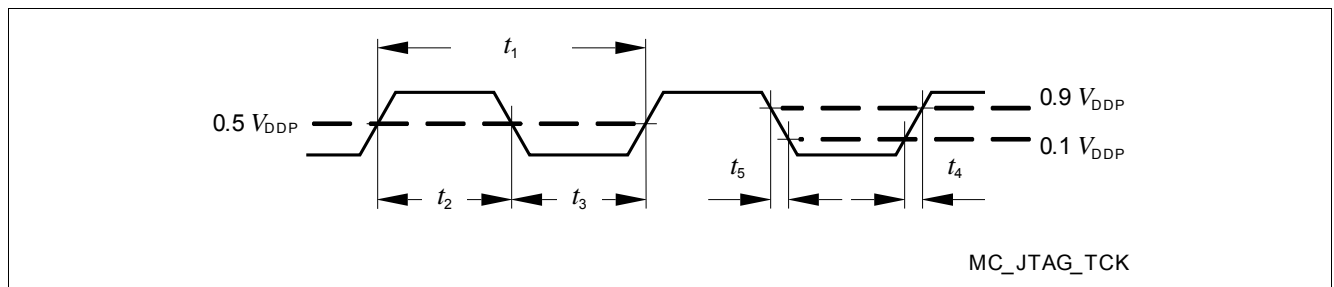 t1
0.9 VDDP
0.5 VDDP
0.1 VDDP
t5
t4
t2
t3
MC_JTAG_TCK